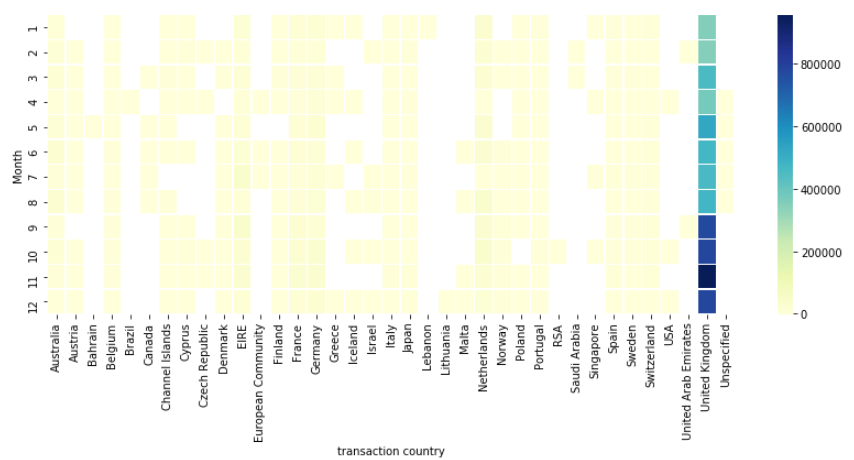 Month
1
2
3
4
5
6
7
8
9
10
11
12
Australia
Austria
Bahrain
Belgium
Brazil
Canada
Channel Islands
Cyprus
Czech Republic
Denmark
EIRE
European Community
Finland
France
Germany
Greece
Iceland
Israel
Italy
Japan
Lebanon
Lithuania
Malta
Netherlands
Norway
Poland
Portugal
RSA
Saudi Arabia
Singapore
Spain
Sweden
Switzerland
USA
United Arab Emirates
United Kingdom
Unspecified
transaction country
800000
600000
400000
200000
0